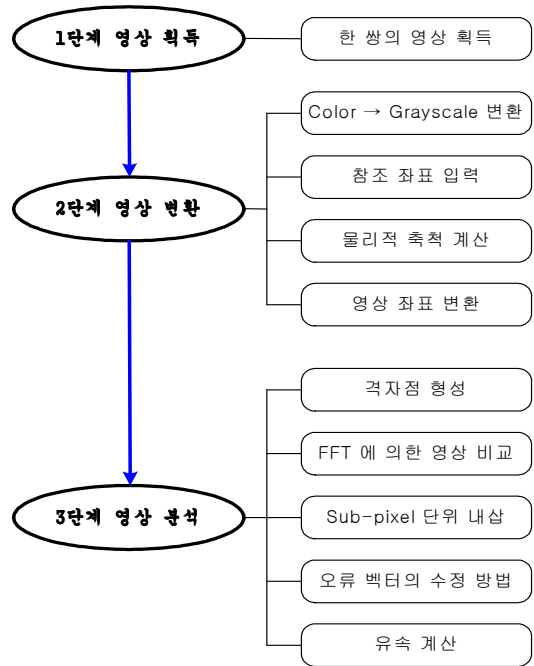 1단계 영상 획득
한 쌍의 영상 획득
2단계 영상 변환
Color → Grayscale 변환
참조 좌표 입력
물리적 축척 계산
영상 좌표 변환
3단계 영상 분석
격자점 형성
FFT 에 의한 영상 비교
Sub-pixel 단위 내삽
오류 벡터의 수정 방법
유속 계산